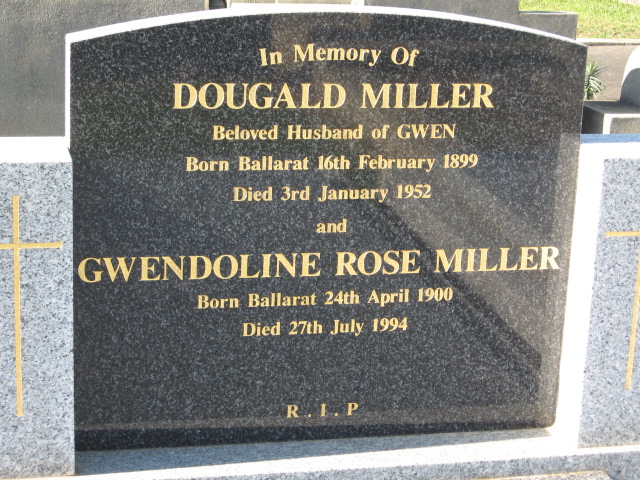 In Memory Of
DOUGALD MILLER
Beloved Husband of GWEN
Born Ballarat 16th February 1899
Died 3rd January 1952
and
GWENDOLINE ROSE MILLER
Born Ballarat 24th April 1900
Died 27th July 1994
R.I.P